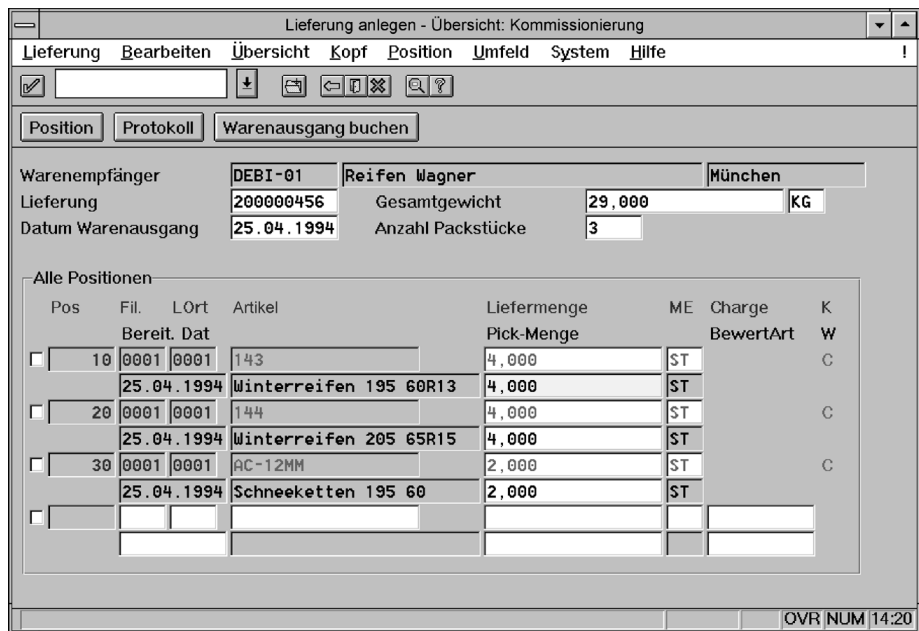 Lieferung anlegen - Übersicht: Kommissionierung
Lieferung Bearbeiten Übersicht Kopf Position Umfeld System Hilfe !
Position Protokoll Warenausgang buchen
Warenempfänger DEBI-01 Reifen Wagner München
Lieferung 200000456 Gesamtgewicht 29,000 KG
Datum Warenausgang 25.04.1994 Anzahl Packstücke 3
Alle Positionen
Pos Fil. LOrt Artikel Liefermenge ME Charge K
Bereit. Dat Pick-Menge BewertArt W
10 0001 0001 143 4,000 ST C
25.04.1994 Winterreifen 195 60R13 4,000 ST
20 0001 0001 144 4,000 ST C
25.04.1994 Winterreifen 205 65R15 4,000 ST
30 0001 0001 AC-12MM 2,000 ST C
25.04.1994 Schneeketten 195 60 2,000 ST
OVR NUM 14:20